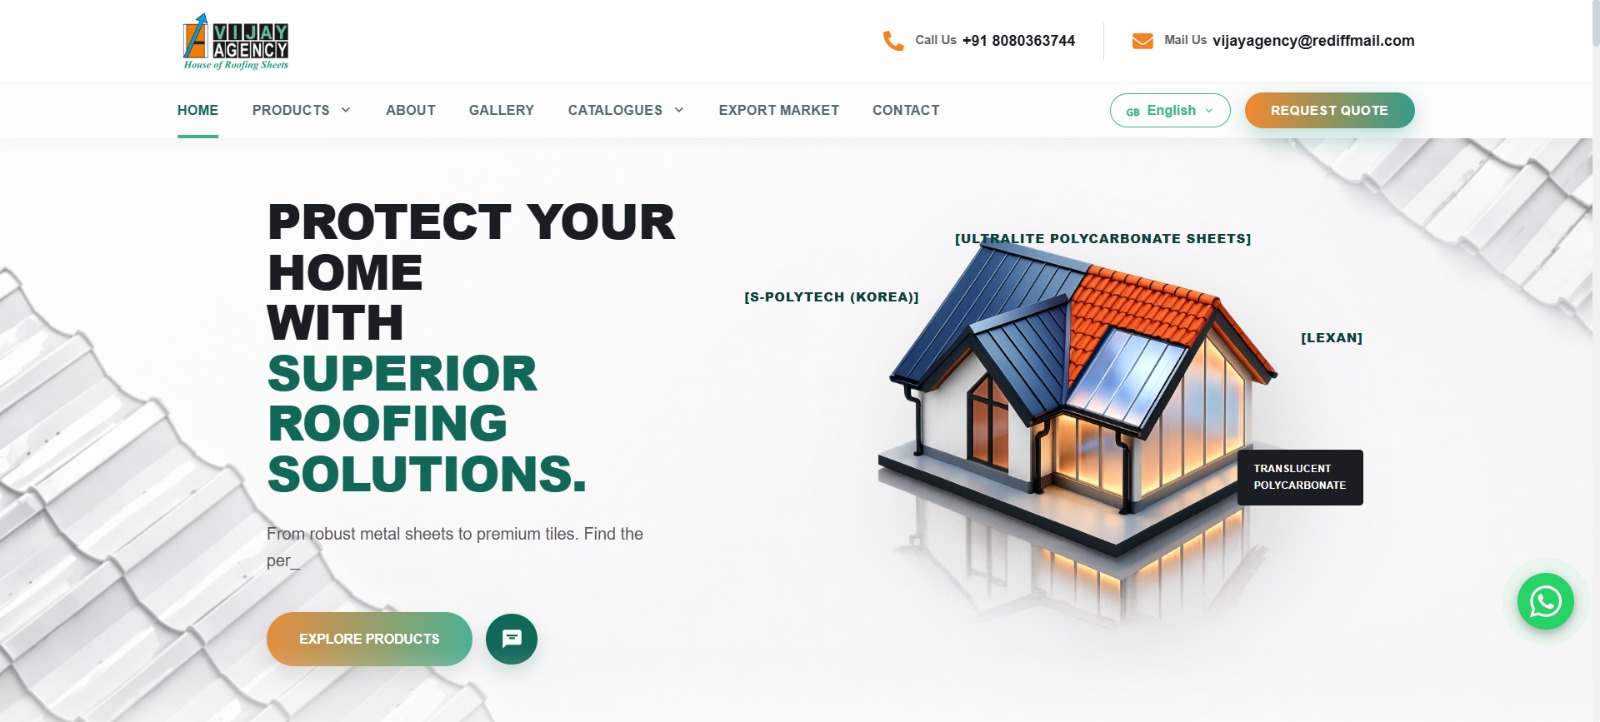 VIJAY
AGENCY
House of Roofing Sheets
Call Us +91 8080363744
Mail Us vijayagency@rediffmail.com
HOME PRODUCTS ABOUT GALLERY CATALOGUES EXPORT MARKET CONTACT
GB English
REQUEST QUOTE
PROTECT YOUR
HOME
WITH
SUPERIOR
ROOFING
SOLUTIONS.
From robust metal sheets to premium tiles. Find the
per_
EXPLORE PRODUCTS
[ULTRALITE POLYCARBONATE SHEETS]
[S-POLYTECH (KOREA)]
[LEXAN]
TRANSLUCENT
POLYCARBONATE